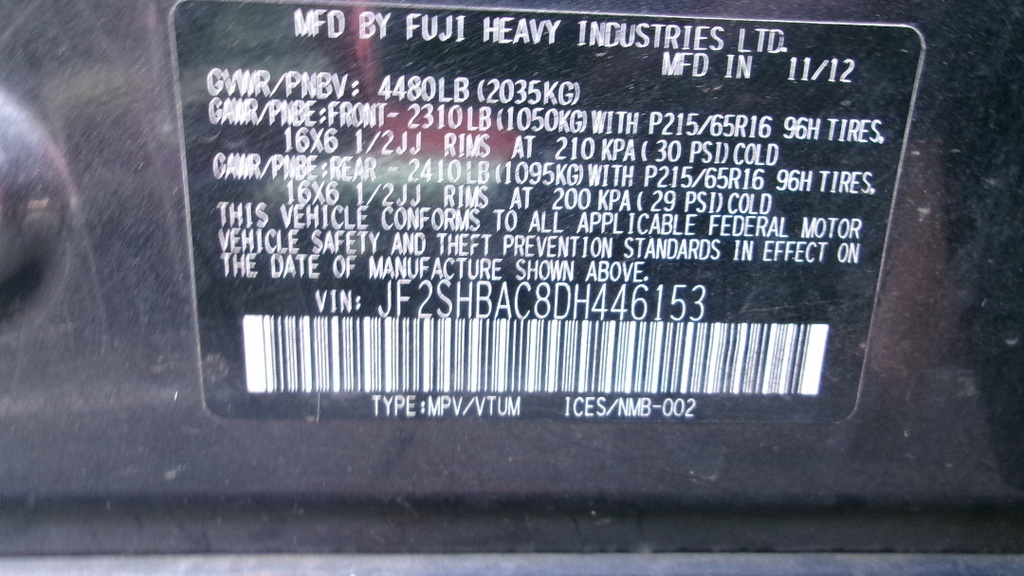 MFD BY FUJI HEAVY INDUSTRIES LTD.
MFD IN 11/12
GVWR/PNBV: 4480LB (2035KG)
GAWR/PNBE:FRONT- 2310LB(1050KG)WITH P215/65R16 96H TIRES,
16X6 1/2JJ RIMS AT 210 KPA(30 PSI)COLD
GAWR/PNBE:REAR -2410LB(1095KG)WITH P215/65R16 96H TIRES,
16X6 1/2JJ RIMS AT 200 KPA(29 PSI)COLD
THIS VEHICLE CONFORMS TO ALL APPLICABLE FEDERAL MOTOR
VEHICLE SAFETY AND THEFT PREVENTION STANDARDS IN EFFECT ON
THE DATE OF MANUFACTURE SHOWN ABOVE.
VIN: JF2SHBAC8DH446153
TYPE:MPV/VTUM ICES/NMB-002